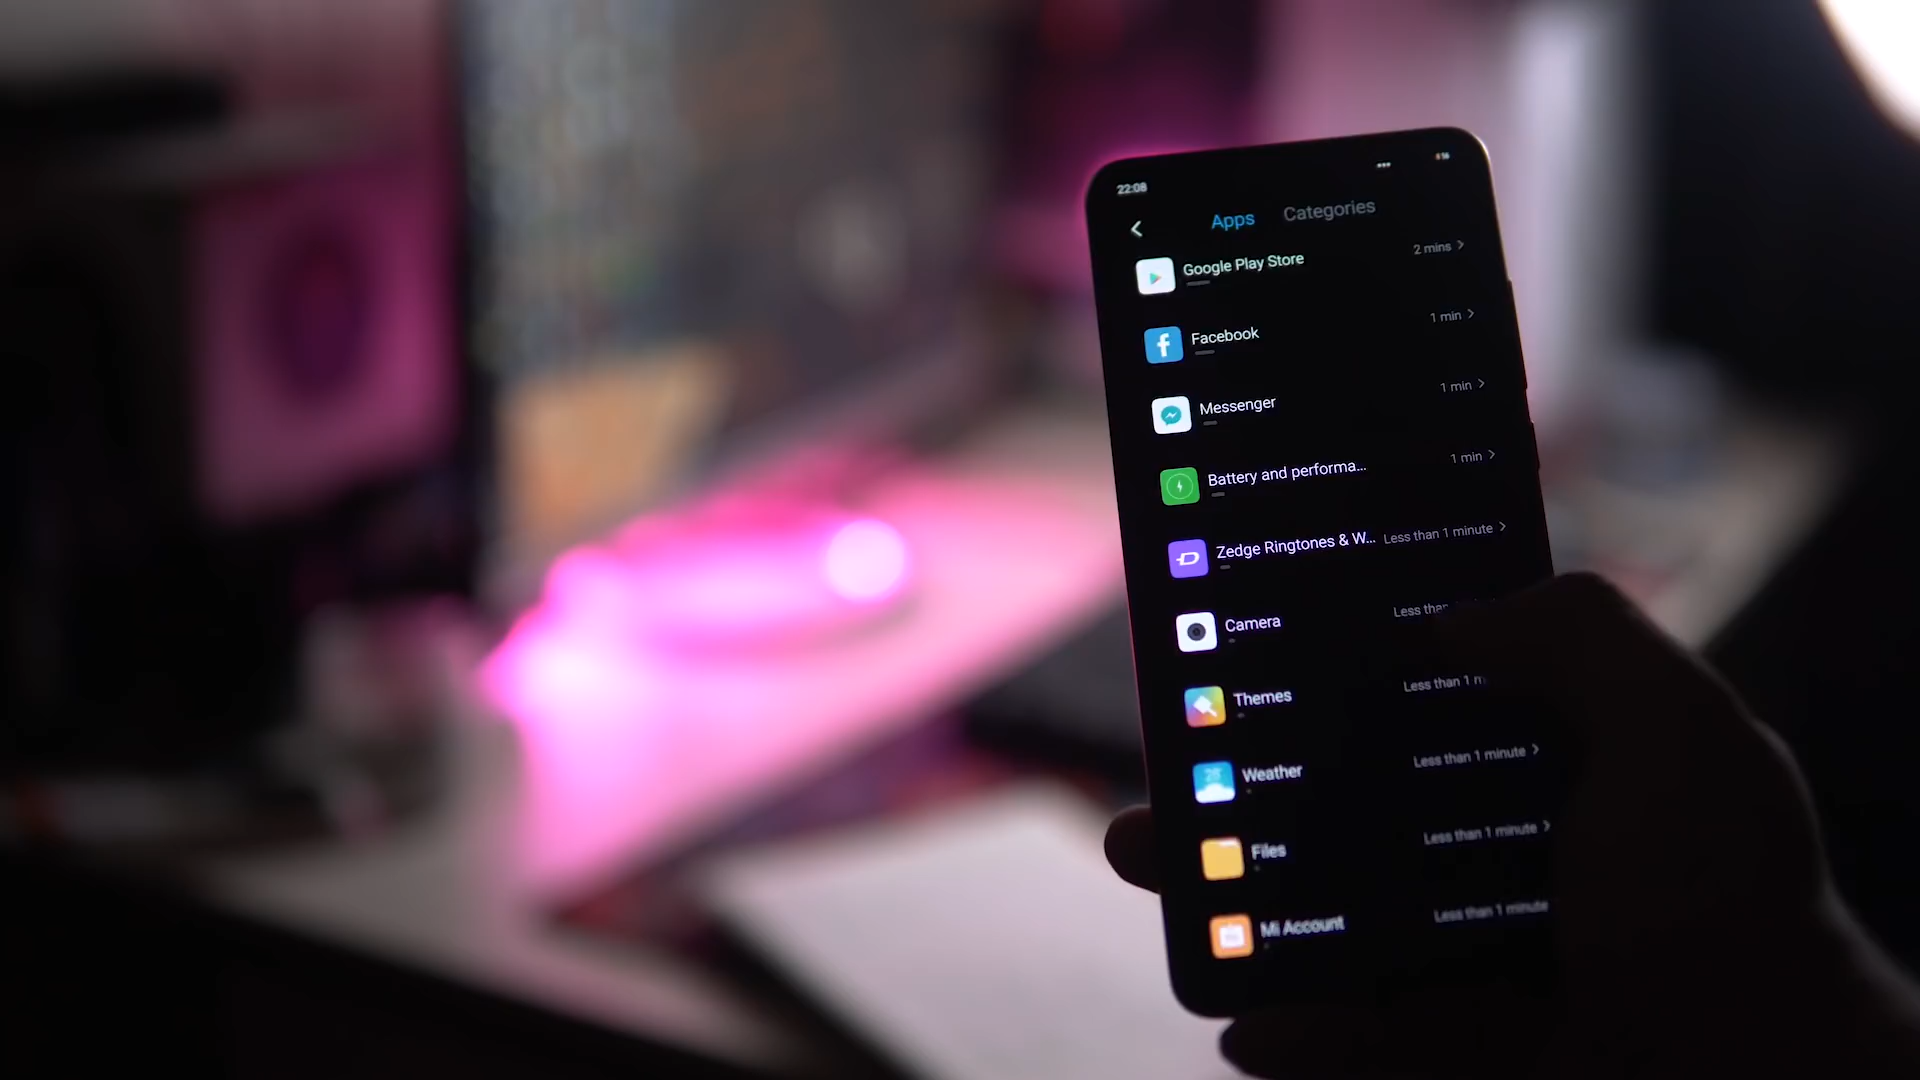 22:08
Apps Categories
Google Play Store 2 mins
Facebook 1 min
Messenger 1 min
Battery and performa... 1 min
Zedge Ringtones & W... Less than 1 minute
Camera Less than
Themes Less than 1 m
Weather Less than 1 minute
Files Less than 1 minute
Mi Account Less than 1 minute